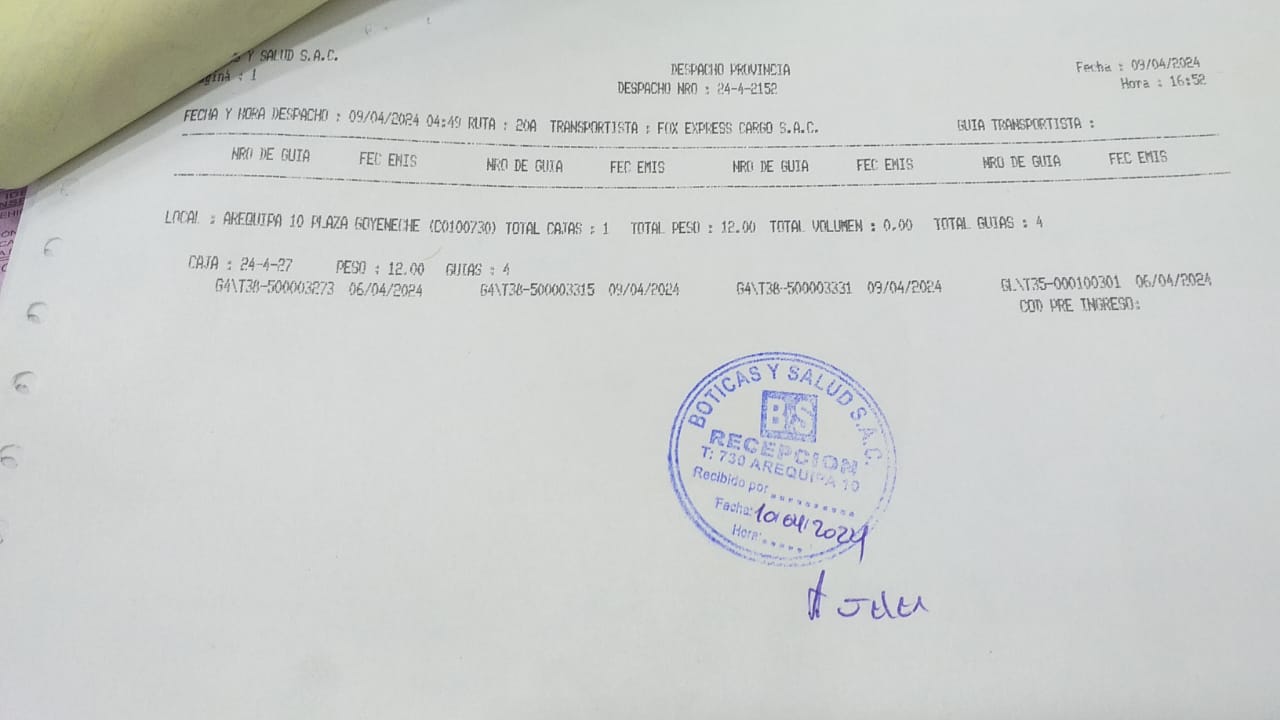 Y SALUD S.A.C.
Página : 1
DESPACHO PROVINCIA
DESPACHO NRO : 24-4-2152
Fecha : 09/04/2024
Hora : 16:52
FECHA Y HORA DESPACHO : 09/04/2024 04:49 RUTA : 20A TRANSPORTISTA : FOX EXPRESS CARGO S.A.C. GUIA TRANSPORTISTA :
NRO DE GUIA FEC EMIS NRO DE GUIA FEC EMIS NRO DE GUIA FEC EMIS NRO DE GUIA FEC EMIS
LOCAL : AREQUIPA 10 PLAZA GOYENECHE (C0100730) TOTAL CAJAS : 1 TOTAL PESO : 12.00 TOTAL VOLUMEN : 0.00 TOTAL GUIAS : 4
CAJA : 24-4-27 PESO : 12.00 GUIAS : 4
G4\T38-500003273 06/04/2024 G4\T38-500003315 09/04/2024 G4\T38-500003331 09/04/2024 GL\T35-000100301 06/04/2024
COD PRE INGRESO:
BOTICAS Y SALUD S.A.C.
BS
RECEPCION
T: 730 AREQUIPA 10
Recibido por
Fecha: 10/04/2024
Hora: